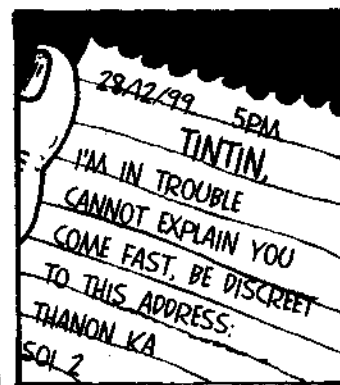 28/12/99 5PM
TINTIN,
I'M IN TROUBLE
CANNOT EXPLAIN YOU
COME FAST, BE DISCREET
TO THIS ADDRESS:
THANON KA
SOI 2